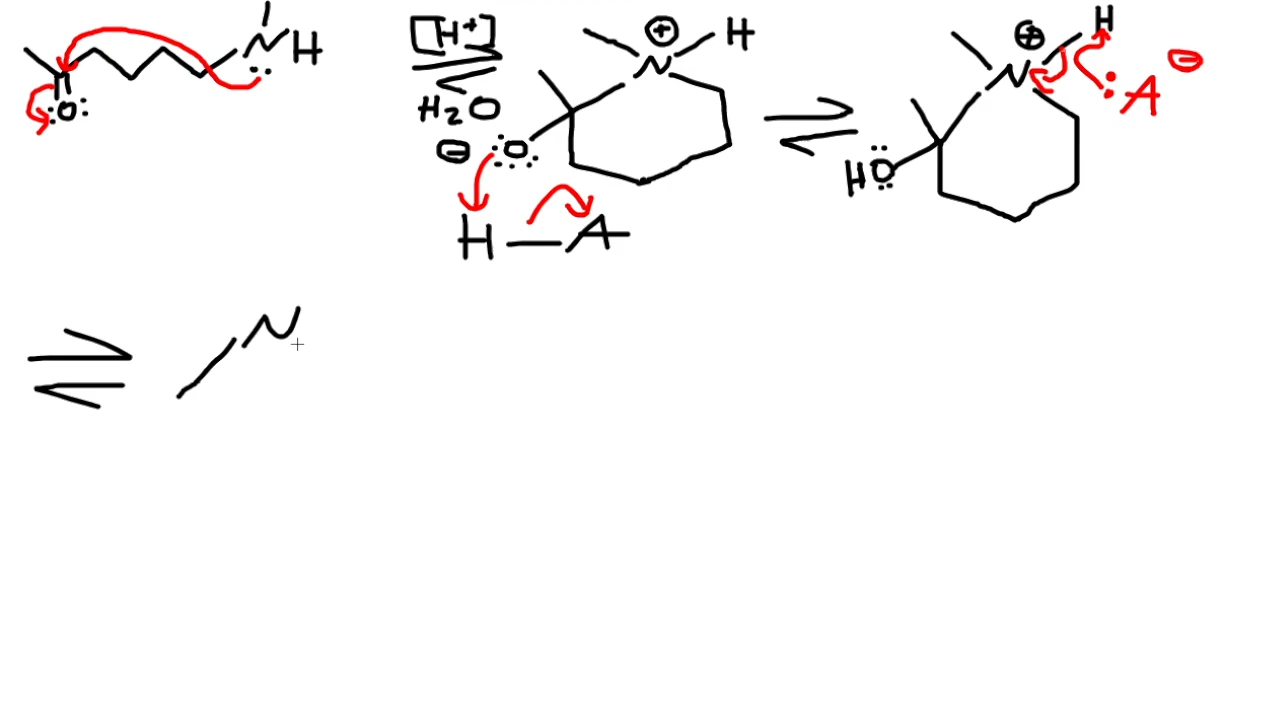 N H
:O:
[H+]
H2O
⊕
N H
⊖ :O:
H — A
⊕ H
N
:A ⊖
HO
N